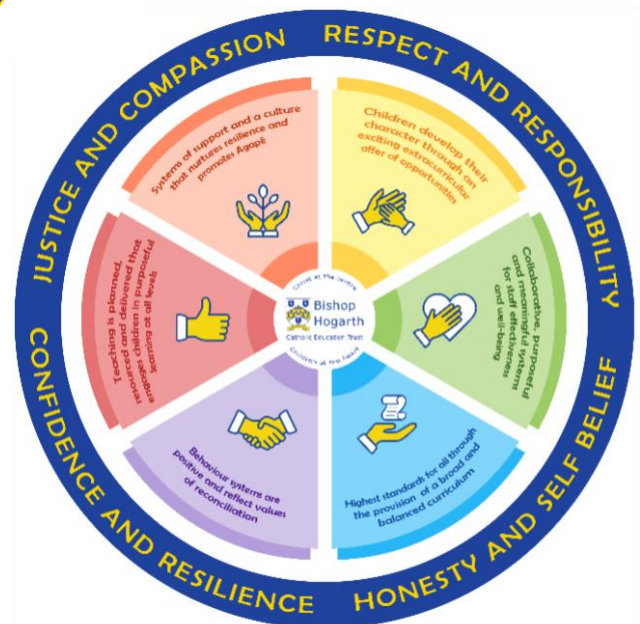 JUSTICE AND COMPASSION
RESPECT AND RESPONSIBILITY
HONESTY AND SELF BELIEF
CONFIDENCE AND RESILIENCE
Systems of support and a culture
that nurtures resilience and
promotes Agapé
Children develop their
character through an
exciting extracurricular
offer of opportunities
Collaborative, purposeful
and meaningful systems
for staff effectiveness
and well-being
Highest standards for all through
the provision of a broad and
balanced curriculum
Behaviour systems are
positive and reflect values
of reconciliation
Teaching is planned,
resourced and delivered that
engages children in purposeful
learning at all levels
Christ at the centre
Bishop
Hogarth
Catholic Education Trust
Children at the heart